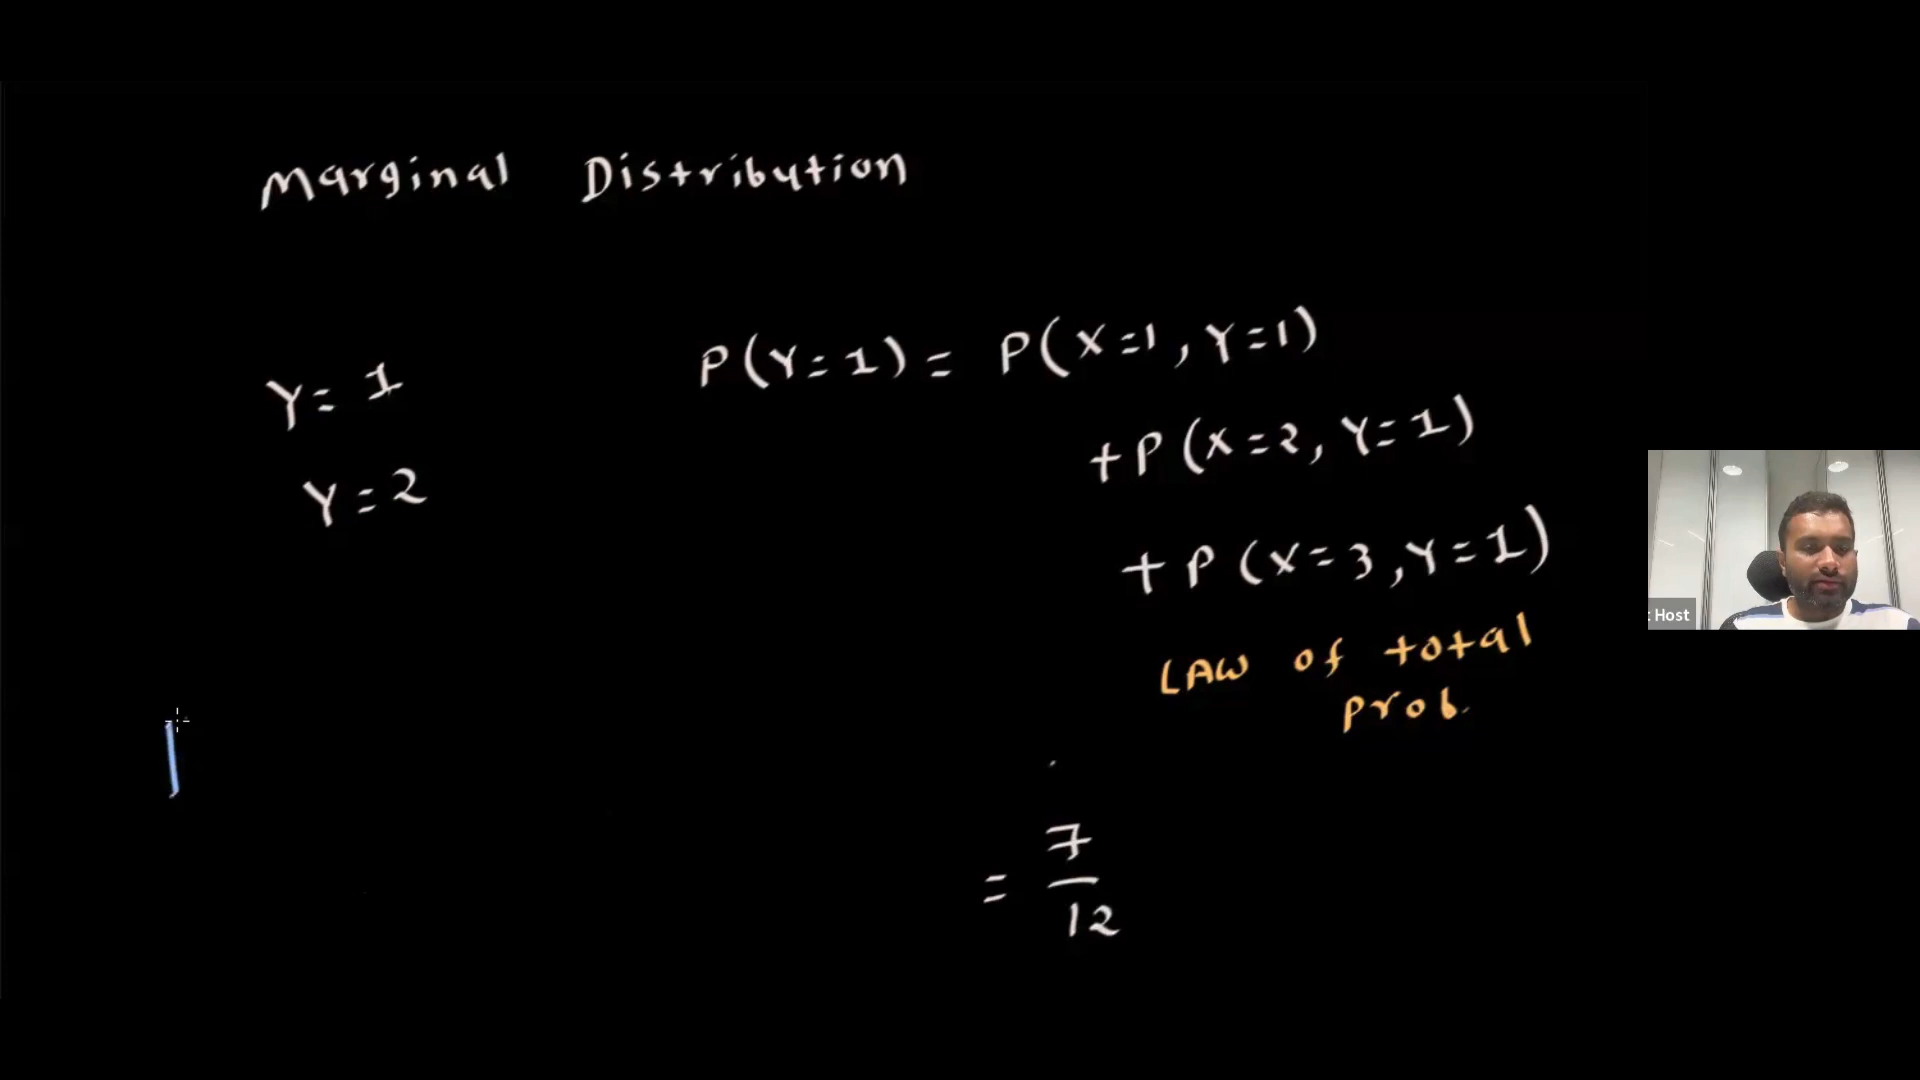 Marginal Distribution
Y = 1
P(Y = 1) = P(X = 1, Y = 1)
Y = 2
+ P(X = 2, Y = 1)
+ P(X = 3, Y = 1)
LAW of total
prob.
= 7/12
t Host